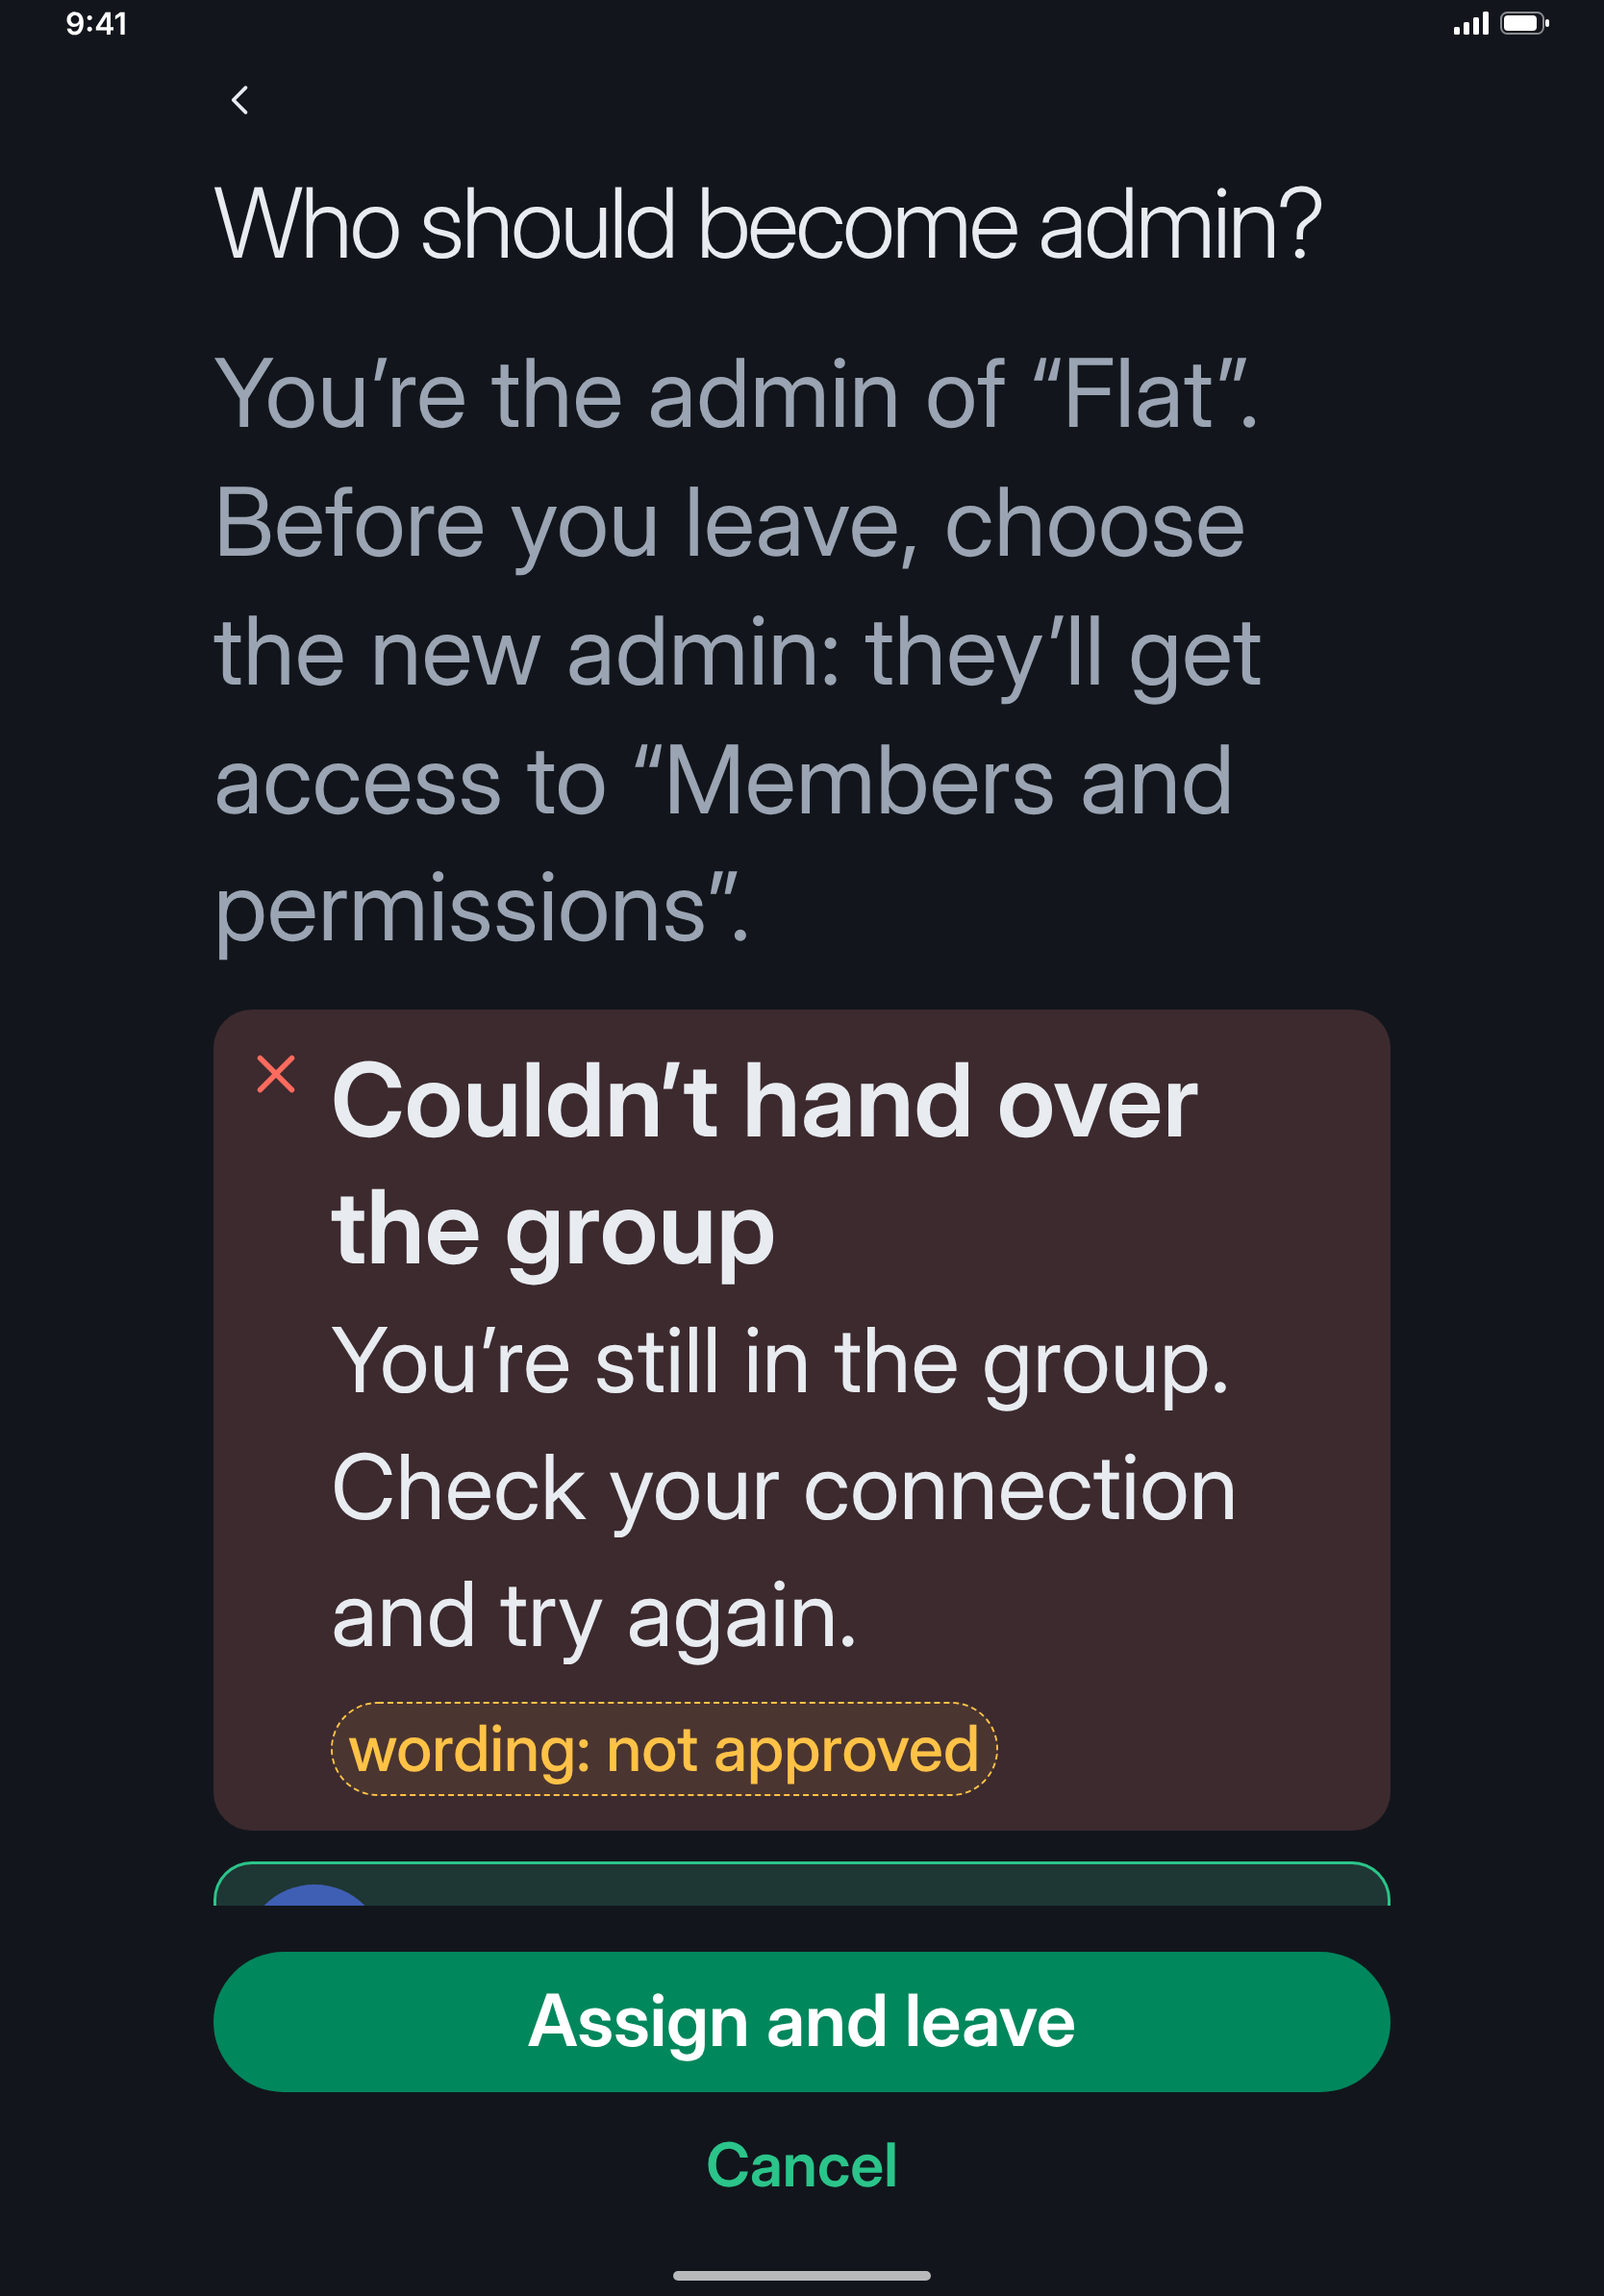 9:41
Who should become admin?
You’re the admin of “Flat”.
Before you leave, choose
the new admin: they’ll get
access to “Members and
permissions”.
Couldn’t hand over
the group
You’re still in the group.
Check your connection
and try again.
wording: not approved
Assign and leave
Cancel